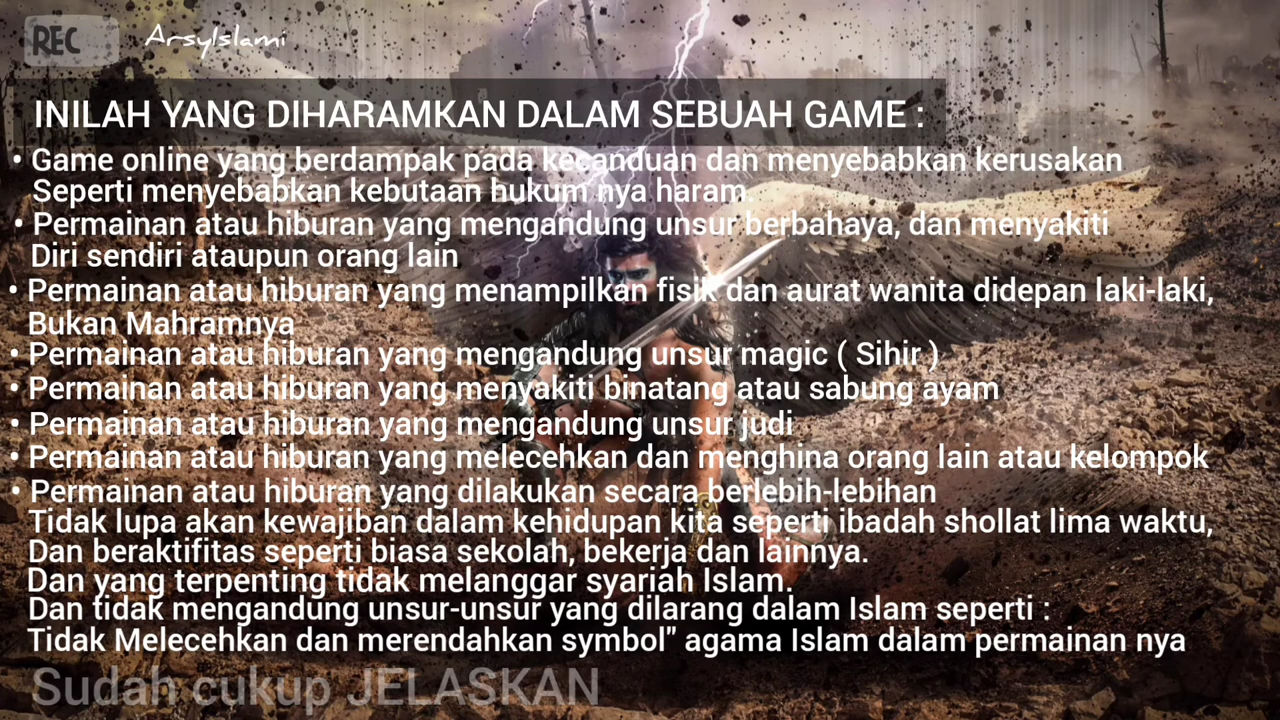 REC
ArsyIslami
INILAH YANG DIHARAMKAN DALAM SEBUAH GAME :
• Game online yang berdampak pada kecanduan dan menyebabkan kerusakan
Seperti menyebabkan kebutaan hukum nya haram.
• Permainan atau hiburan yang mengandung unsur berbahaya, dan menyakiti
Diri sendiri ataupun orang lain
• Permainan atau hiburan yang menampilkan fisik dan aurat wanita didepan laki-laki,
Bukan Mahramnya
• Permainan atau hiburan yang mengandung unsur magic ( Sihir )
• Permainan atau hiburan yang menyakiti binatang atau sabung ayam
• Permainan atau hiburan yang mengandung unsur judi
• Permainan atau hiburan yang melecehkan dan menghina orang lain atau kelompok
• Permainan atau hiburan yang dilakukan secara berlebih-lebihan
Tidak lupa akan kewajiban dalam kehidupan kita seperti ibadah shollat lima waktu,
Dan beraktifitas seperti biasa sekolah, bekerja dan lainnya.
Dan yang terpenting tidak melanggar syariah Islam.
Dan tidak mengandung unsur-unsur yang dilarang dalam Islam seperti :
Tidak Melecehkan dan merendahkan symbol" agama Islam dalam permainan nya
Sudah cukup JELASKAN